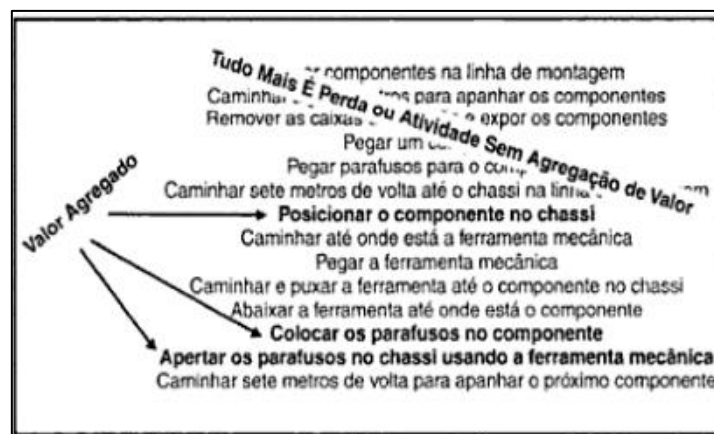 Tudo Mais É Perda ou Atividade Sem Agregação de Valor
componentes na linha de montagem
Caminhar para apanhar os componentes
Remover as caixas e expor os componentes
Pegar um
Pegar parafusos para o
Caminhar sete metros de volta até o chassi na linha
Valor Agregado
Posicionar o componente no chassi
Caminhar até onde está a ferramenta mecânica
Pegar a ferramenta mecânica
Caminhar e puxar a ferramenta até o componente no chassi
Abaixar a ferramenta até onde está o componente
Colocar os parafusos no componente
Apertar os parafusos no chassi usando a ferramenta mecânica
Caminhar sete metros de volta para apanhar o próximo componente